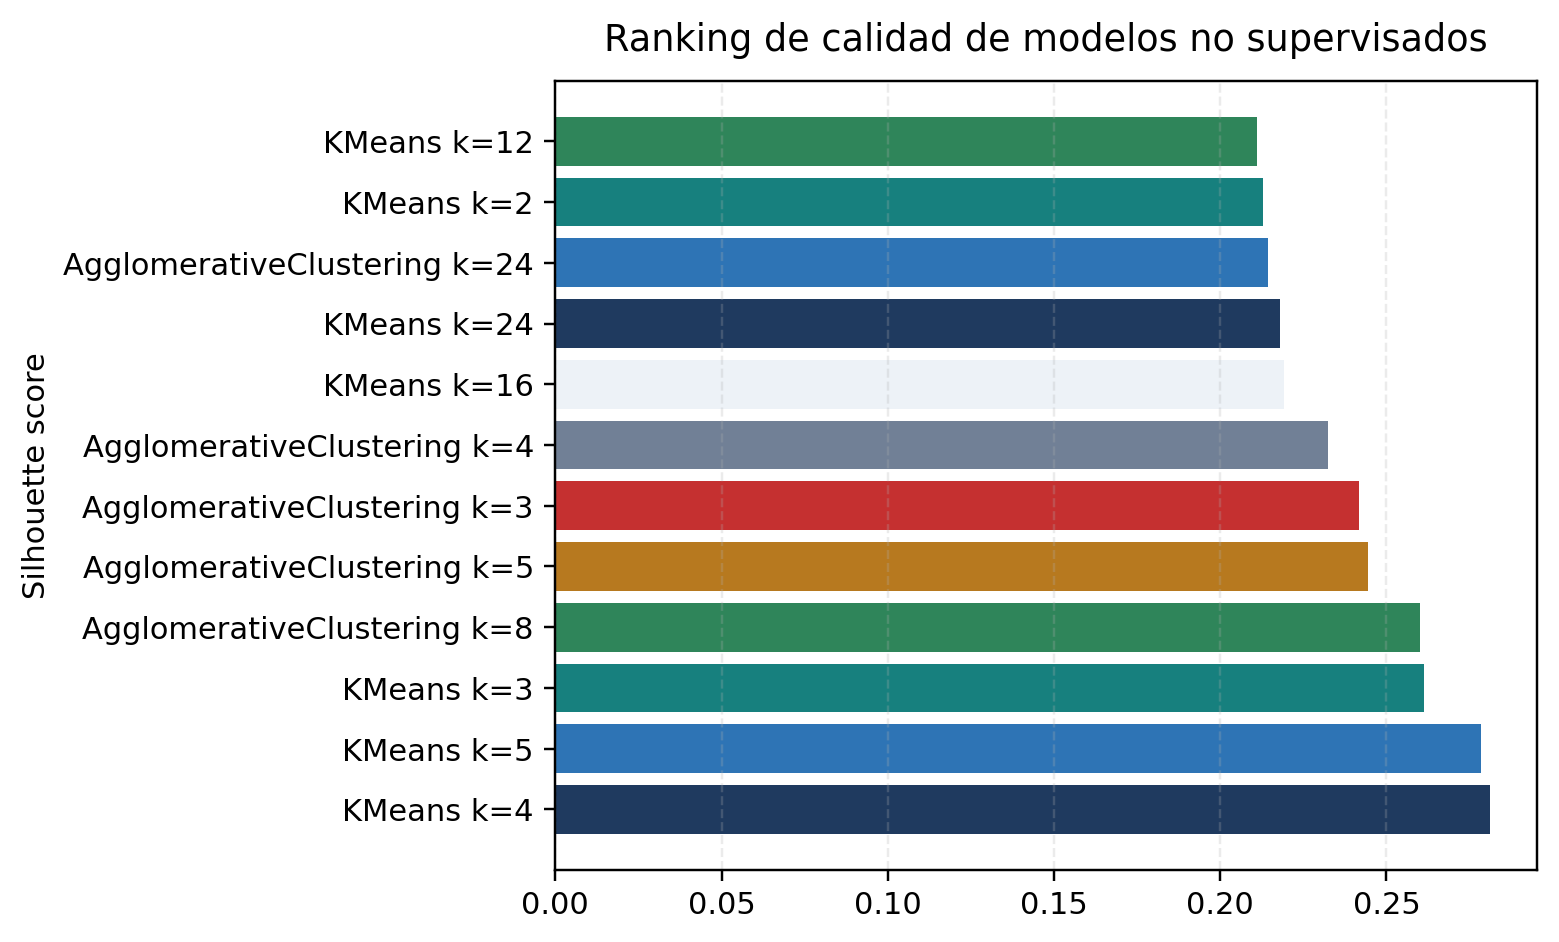 Ranking de calidad de modelos no supervisados
KMeans k=12
KMeans k=2
AgglomerativeClustering k=24
KMeans k=24
KMeans k=16
AgglomerativeClustering k=4
AgglomerativeClustering k=3
AgglomerativeClustering k=5
AgglomerativeClustering k=8
KMeans k=3
KMeans k=5
KMeans k=4
Silhouette score
0.00 0.05 0.10 0.15 0.20 0.25